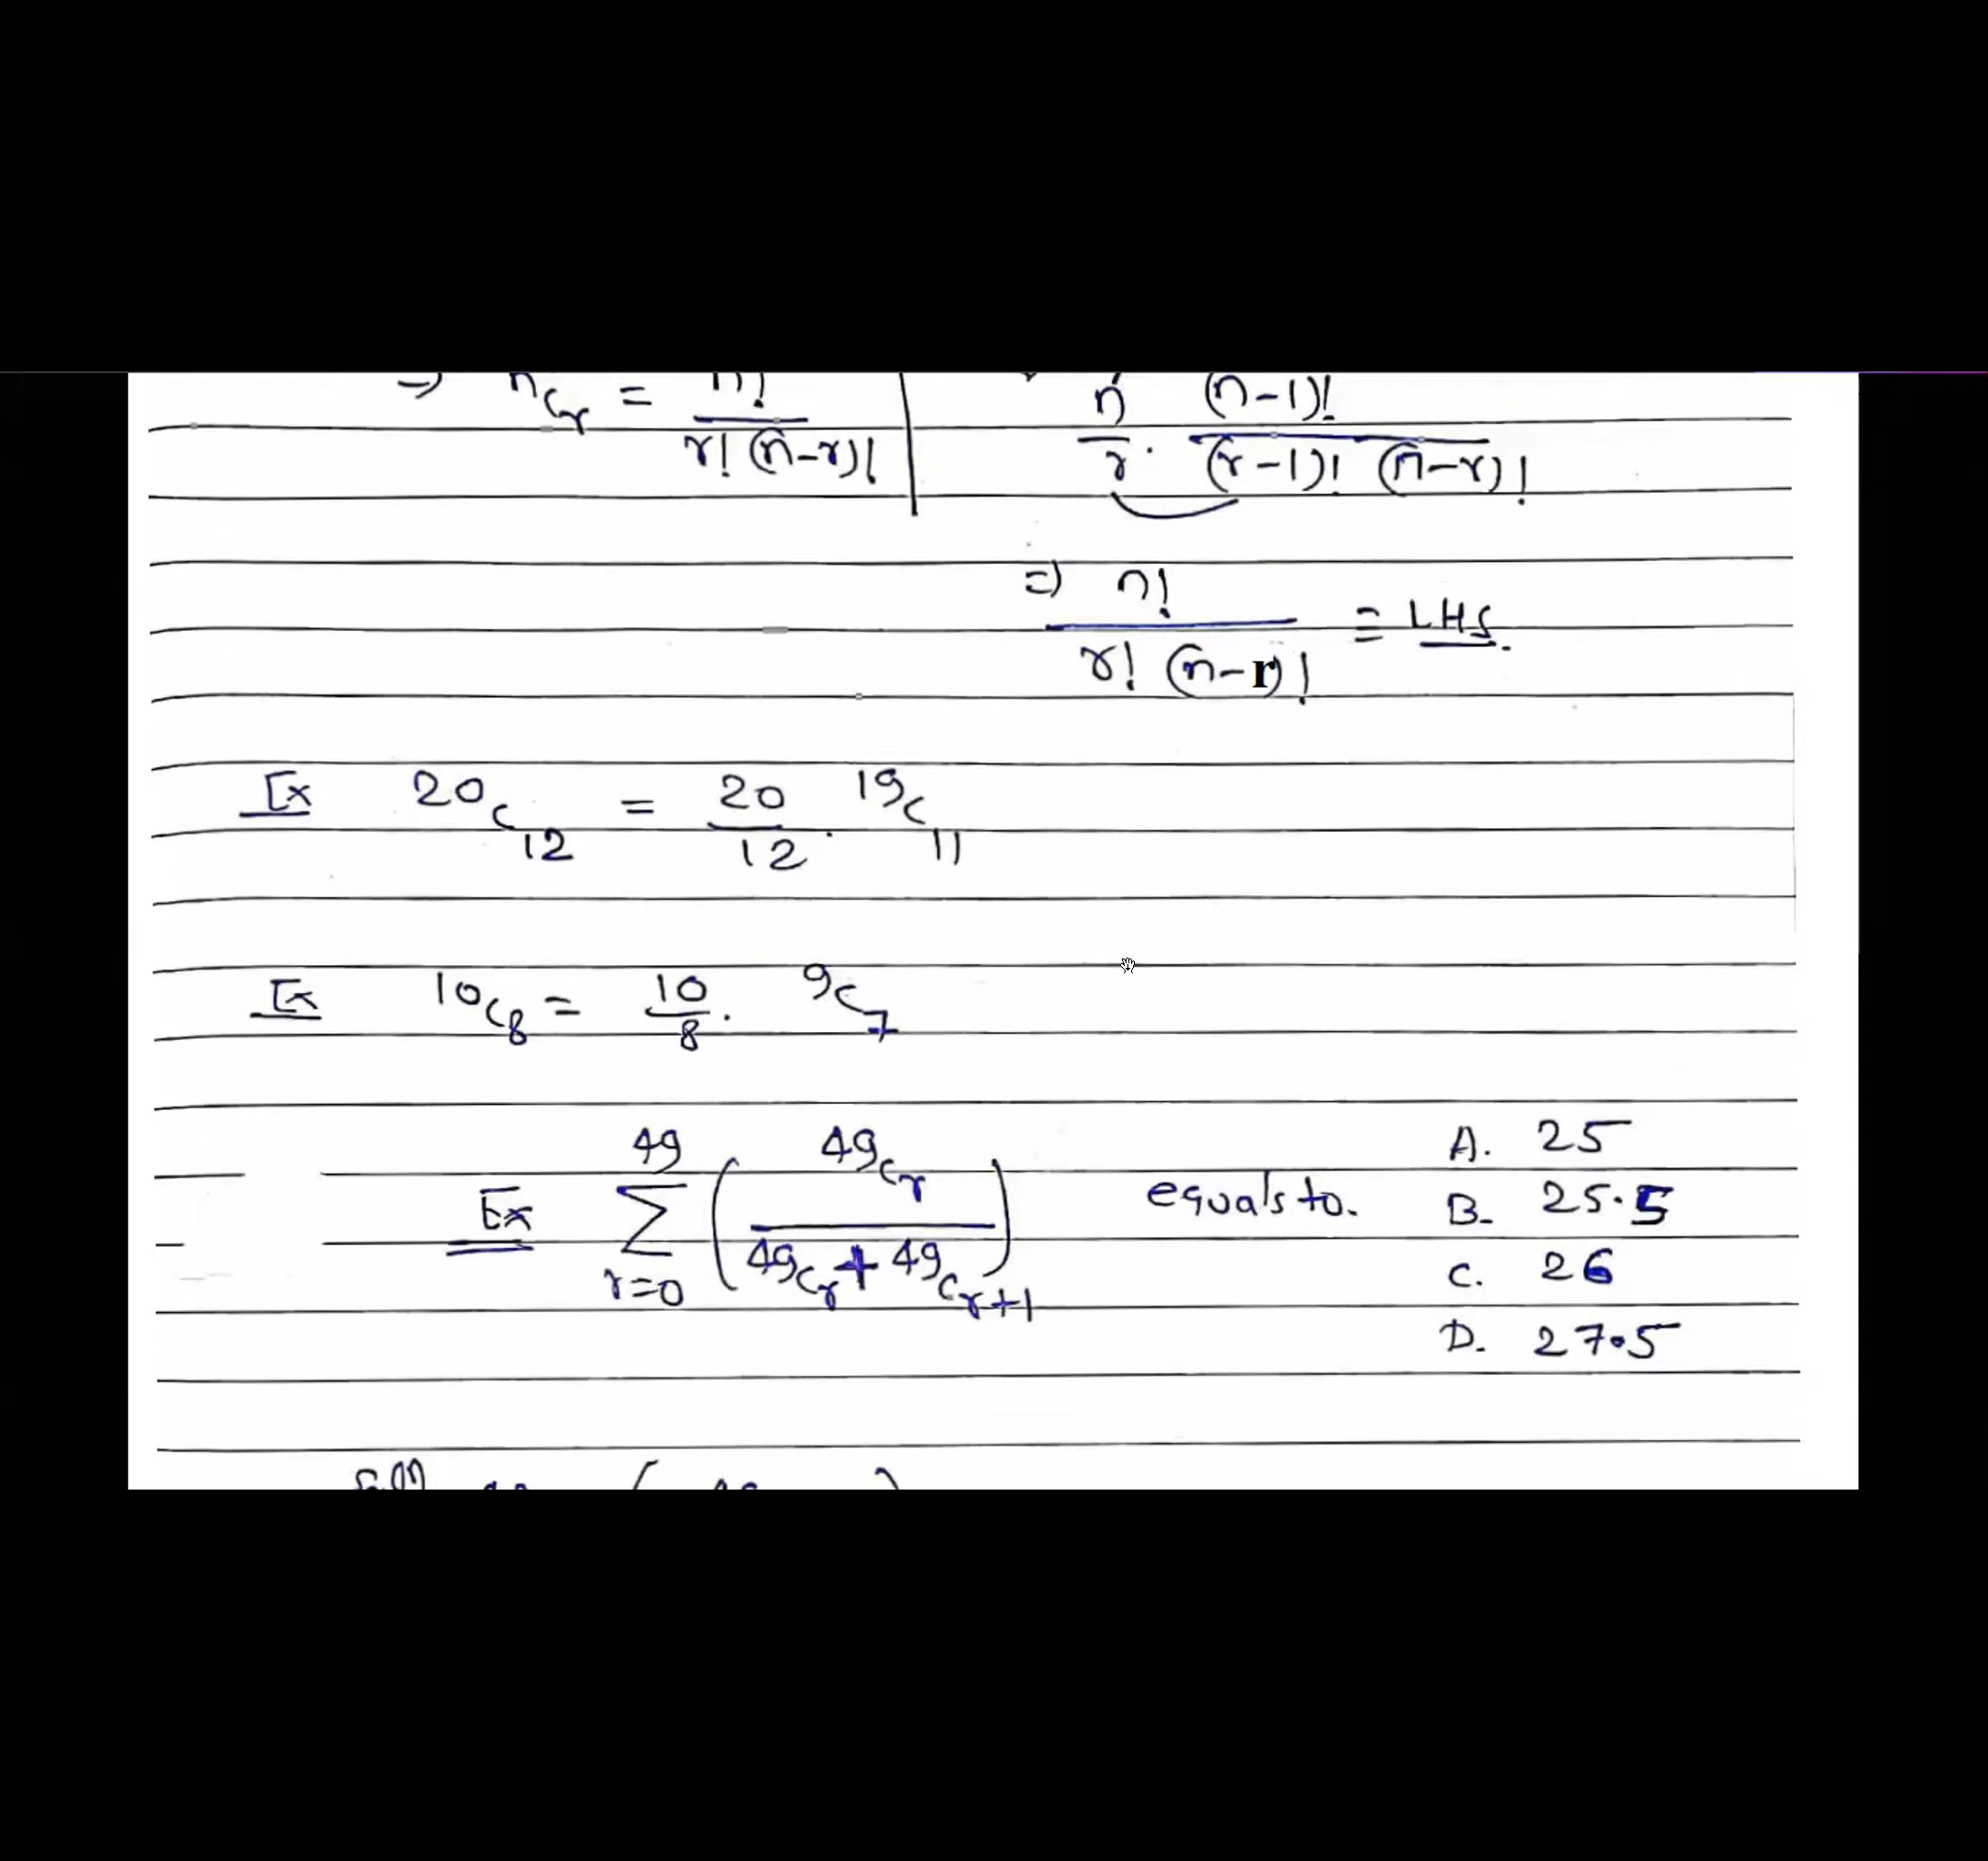 =) nCr = n! / r! (n-r)! | n/r · (n-1)! / (r-1)! (n-r)!
=) n! / r! (n-r)! = LHS.
Ex 20C12 = 20/12 · 19C11
Ex 10C8 = 10/8 · 9C7
Ex 49 Σ r=0 ( 49Cr / 49Cr + 49Cr+1 ) equals to.
A. 25
B. 25.5
C. 26
D. 27.5